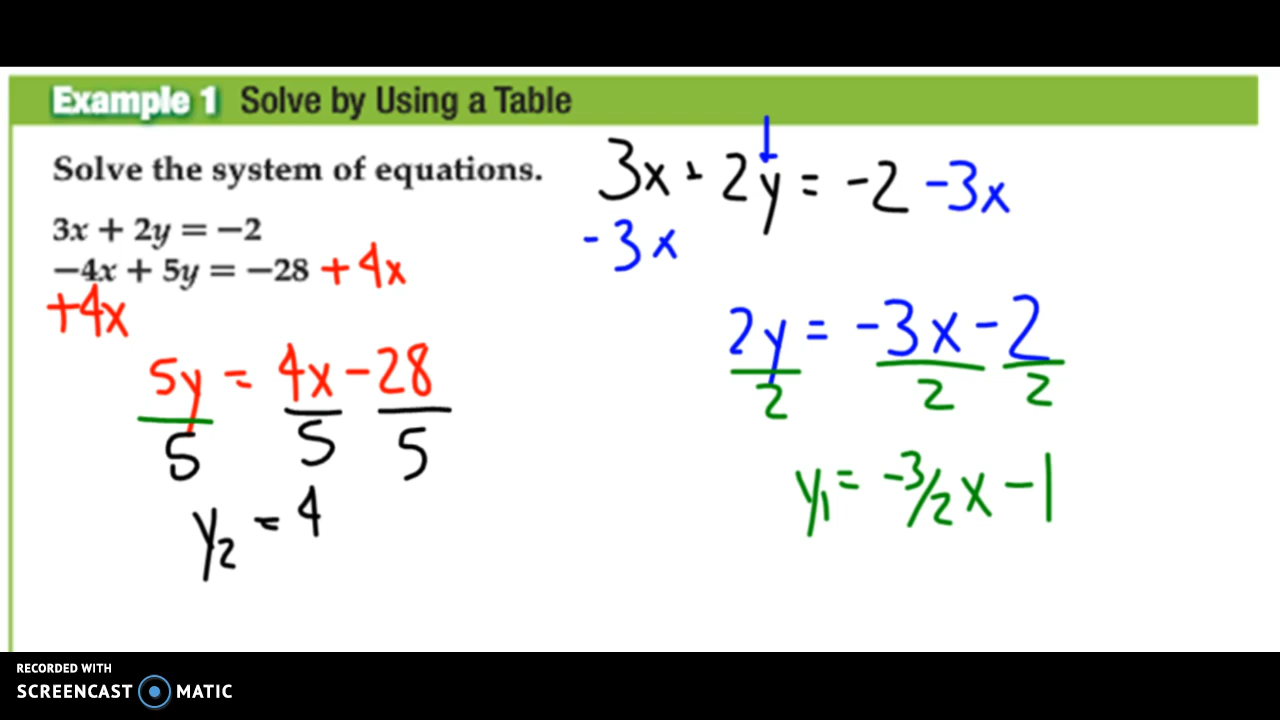 Example 1 Solve by Using a Table
Solve the system of equations.
3x + 2y = −2
−4x + 5y = −28 + 4x
+4x
5y = 4x − 28
5 5 5
y₂ = 4
3x + 2y = −2 − 3x
−3x
2y = −3x − 2
2 2 2
y₁ = −3/2 x − 1
RECORDED WITH
SCREENCAST MATIC